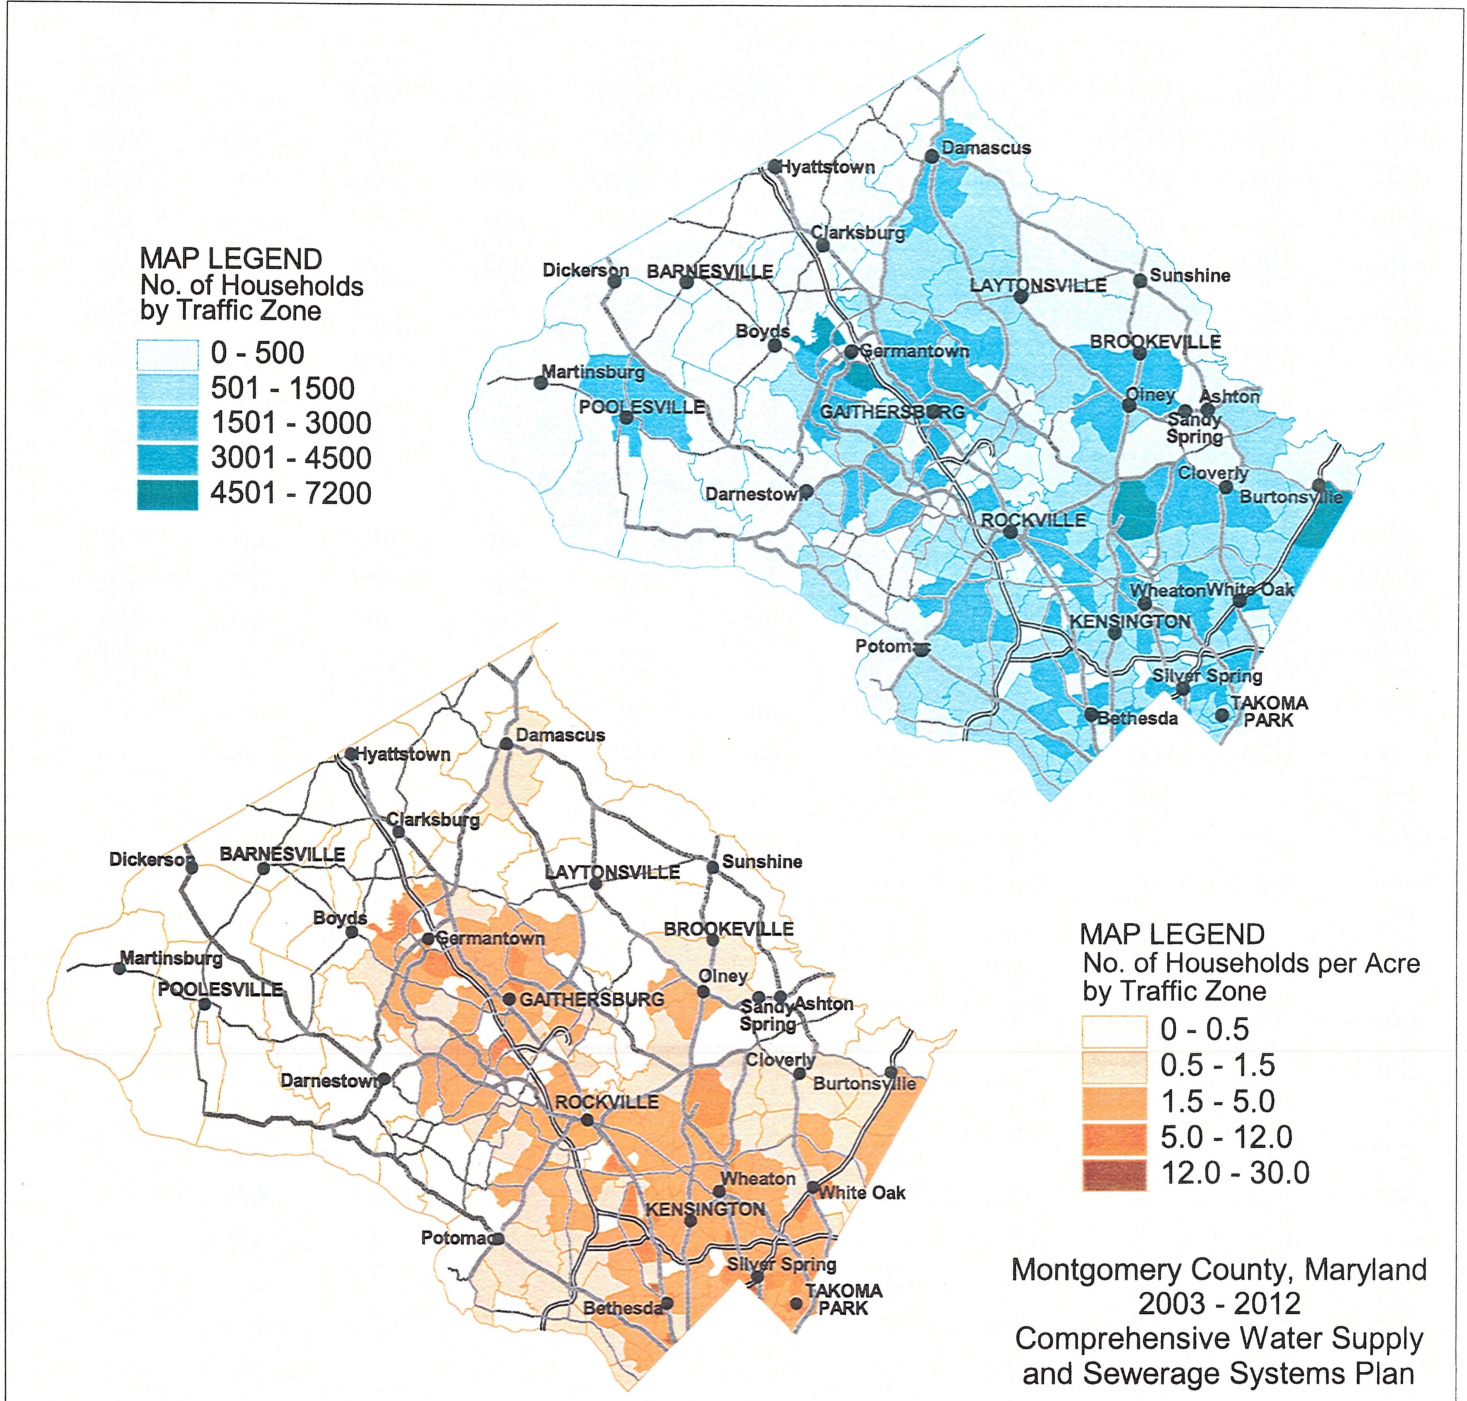 Damascus
Hyattstown
Clarksburg
Dickerson
BARNESVILLE
Sunshine
LAYTONSVILLE
Boyds
BROOKEVILLE
Germantown
Martinsburg
POOLESVILLE
GAITHERSBURG
Olney
Ashton
Sandy
Spring
Cloverly
Burtonsville
Darnestown
ROCKVILLE
Wheaton
White Oak
KENSINGTON
Potomac
Silver Spring
TAKOMA
PARK
Bethesda
MAP LEGEND
No. of Households
by Traffic Zone
0 - 500
501 - 1500
1501 - 3000
3001 - 4500
4501 - 7200
Damascus
Hyattstown
Clarksburg
Dickerson
BARNESVILLE
Sunshine
LAYTONSVILLE
Boyds
BROOKEVILLE
Germantown
Martinsburg
POOLESVILLE
GAITHERSBURG
Olney
Sandy
Spring
Ashton
Cloverly
Burtonsville
Darnestown
ROCKVILLE
Wheaton
White Oak
KENSINGTON
Potomac
Silver Spring
TAKOMA
PARK
Bethesda
MAP LEGEND
No. of Households per Acre
by Traffic Zone
0 - 0.5
0.5 - 1.5
1.5 - 5.0
5.0 - 12.0
12.0 - 30.0
Montgomery County, Maryland
2003 - 2012
Comprehensive Water Supply
and Sewerage Systems Plan